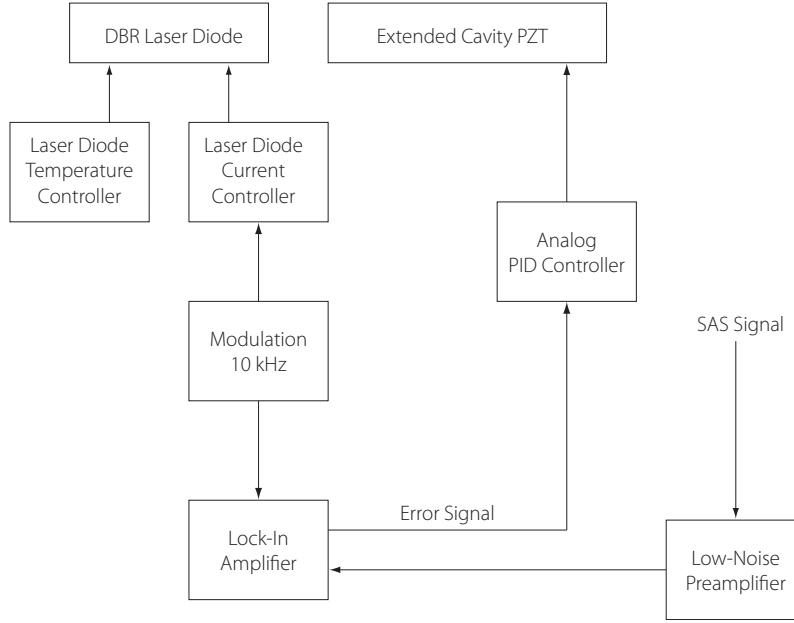 DBR Laser Diode
Extended Cavity PZT
Laser Diode
Temperature
Controller
Laser Diode
Current
Controller
Analog
PID Controller
Modulation
10 kHz
SAS Signal
Lock-In
Amplifier
Error Signal
Low-Noise
Preamplifier